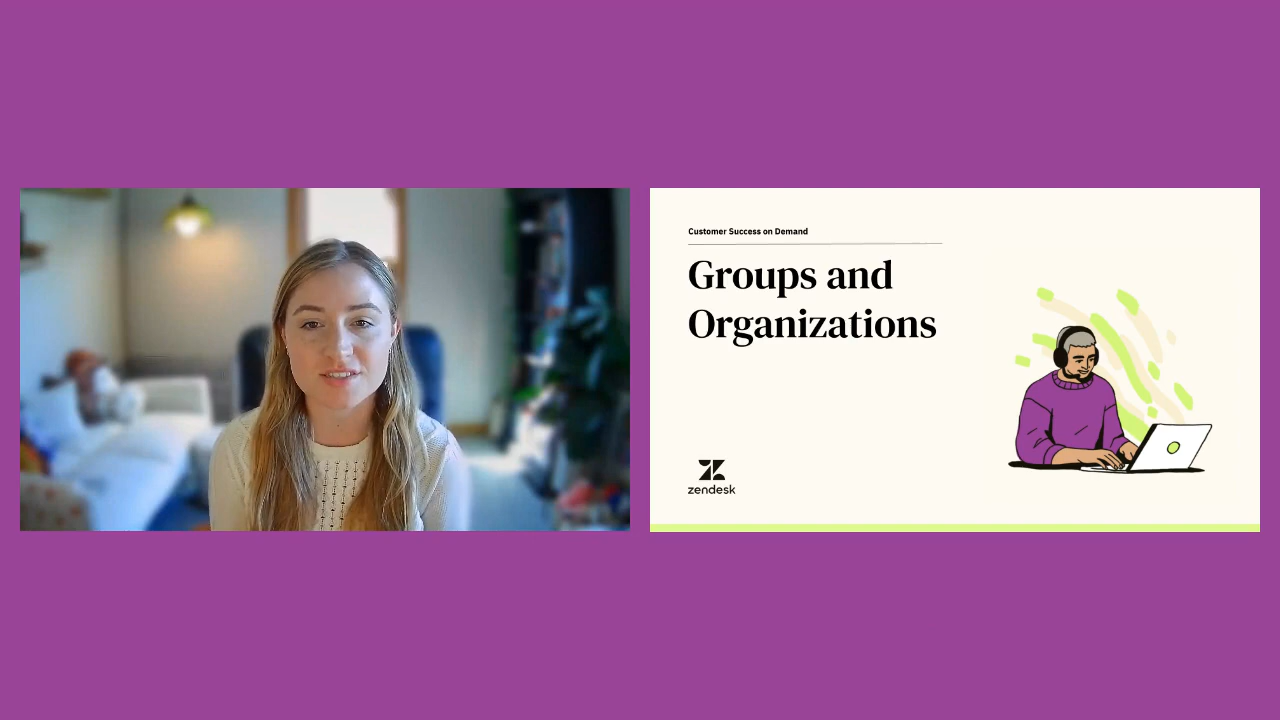 Customer Success on Demand
Groups and
Organizations
zendesk